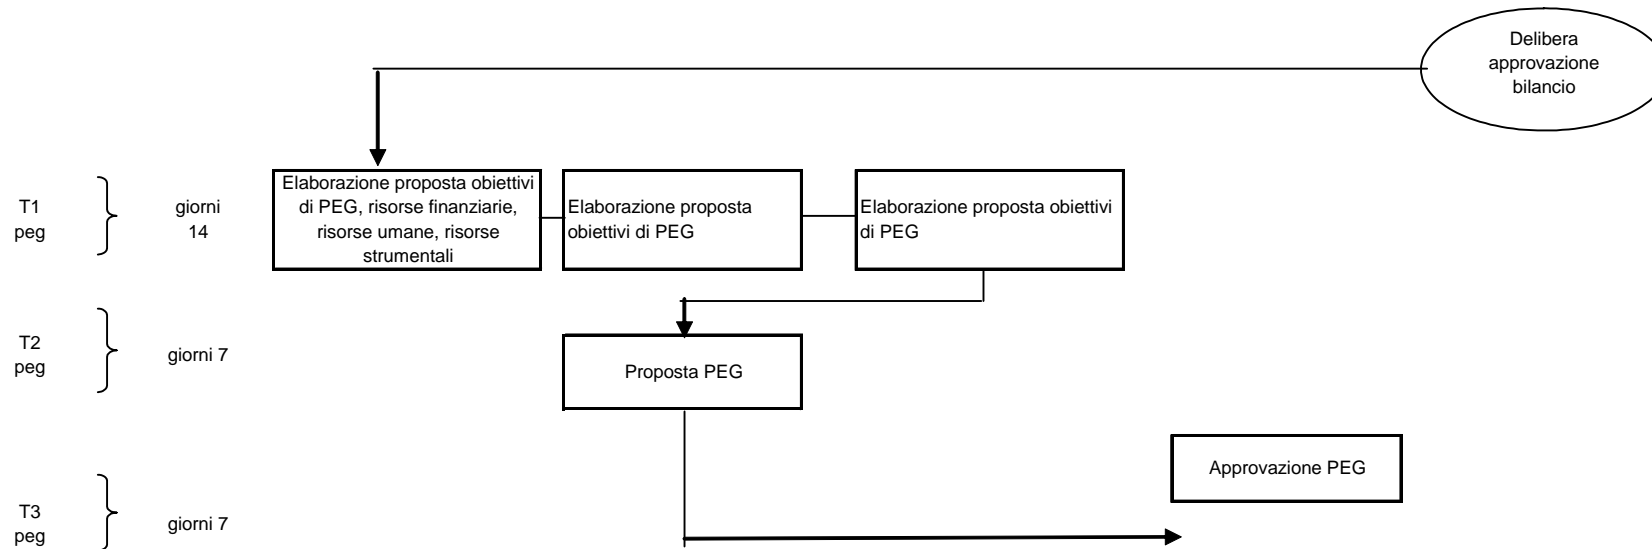 Delibera
approvazione
bilancio
T1
peg
giorni
14
Elaborazione proposta obiettivi
di PEG, risorse finanziarie,
risorse umane, risorse
strumentali
Elaborazione proposta
obiettivi di PEG
Elaborazione proposta obiettivi
di PEG
T2
peg
giorni 7
Proposta PEG
Approvazione PEG
T3
peg
giorni 7